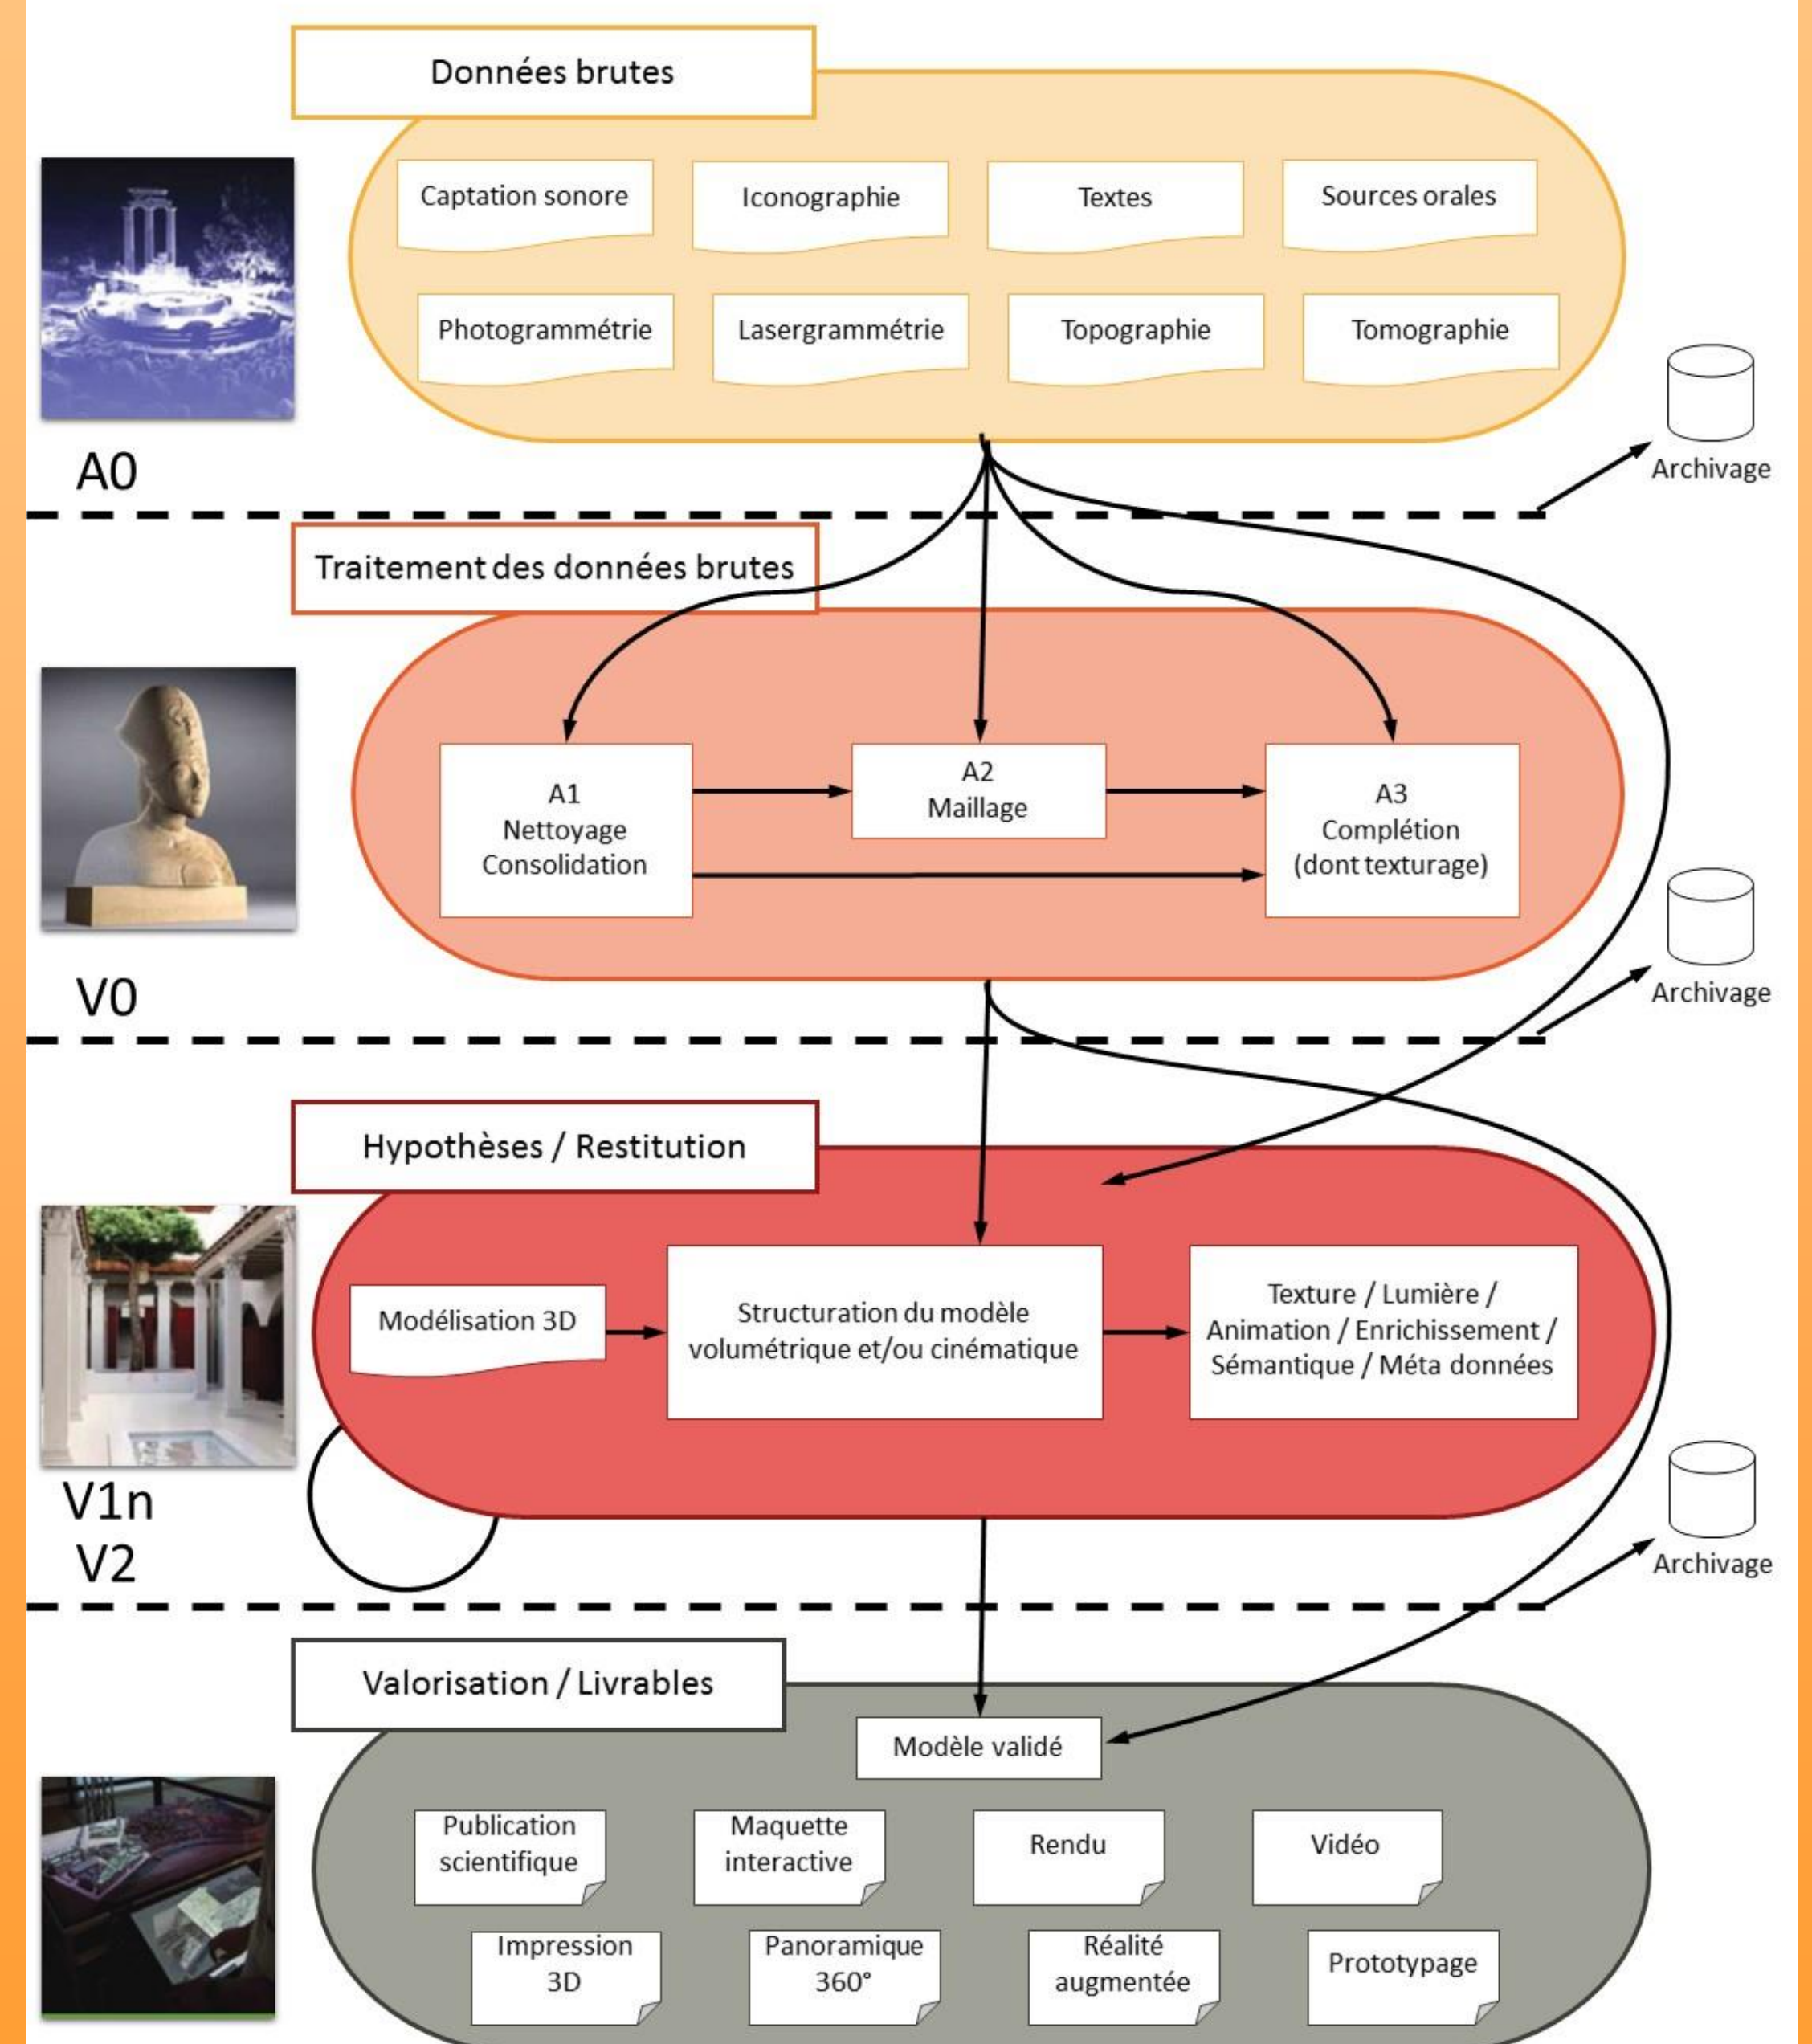 Données brutes
Captation sonore
Iconographie
Textes
Sources orales
Photogrammétrie
Lasergrammétrie
Topographie
Tomographie
Archivage
A0
Traitement des données brutes
A1
Nettoyage
Consolidation
A2
Maillage
A3
Complétion
(dont texturage)
Archivage
V0
Hypothèses / Restitution
Modélisation 3D
Structuration du modèle
volumétrique et/ou cinématique
Texture / Lumière /
Animation / Enrichissement /
Sémantique / Méta données
V1n
V2
Archivage
Valorisation / Livrables
Modèle validé
Publication
scientifique
Maquette
interactive
Rendu
Vidéo
Impression
3D
Panoramique
360°
Réalité
augmentée
Prototypage